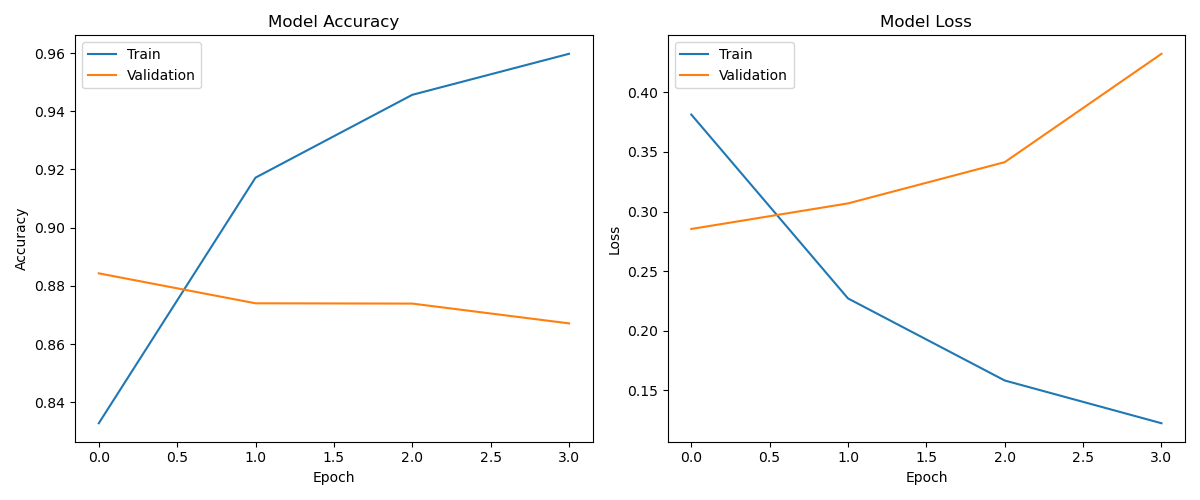 Model Accuracy
Train
Validation
0.96
0.94
0.92
0.90
0.88
0.86
0.84
Accuracy
0.0 0.5 1.0 1.5 2.0 2.5 3.0
Epoch
Model Loss
Train
Validation
0.40
0.35
0.30
0.25
0.20
0.15
Loss
0.0 0.5 1.0 1.5 2.0 2.5 3.0
Epoch